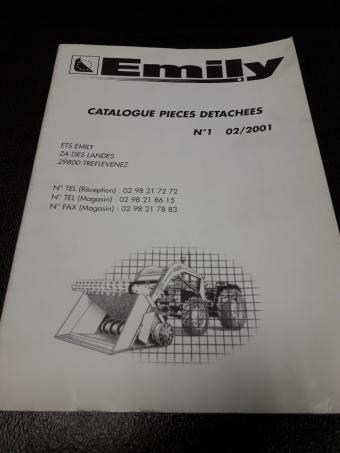 Emily
CATALOGUE PIECES DETACHEES
N°1 02/2001
ETS EMILY
ZA DES LANDES
29800 TREFLEVENEZ
N° TEL (Réception) : 02 98 21 72 72
N° TEL (Magasin) : 02 98 21 86 15
N° FAX (Magasin) : 02 98 21 78 83